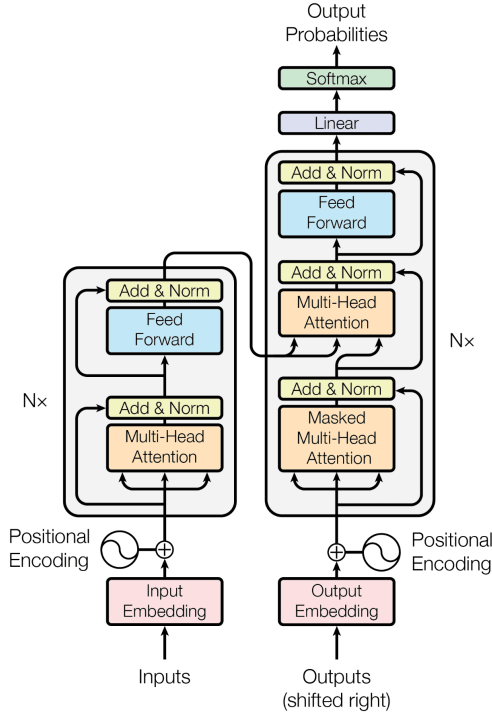 Output
Probabilities
Softmax
Linear
Add & Norm
Feed
Forward
Add & Norm
Multi-Head
Attention
Add & Norm
Masked
Multi-Head
Attention
N×
Add & Norm
Feed
Forward
Add & Norm
Multi-Head
Attention
N×
Positional
Encoding
Positional
Encoding
Input
Embedding
Output
Embedding
Inputs
Outputs
(shifted right)